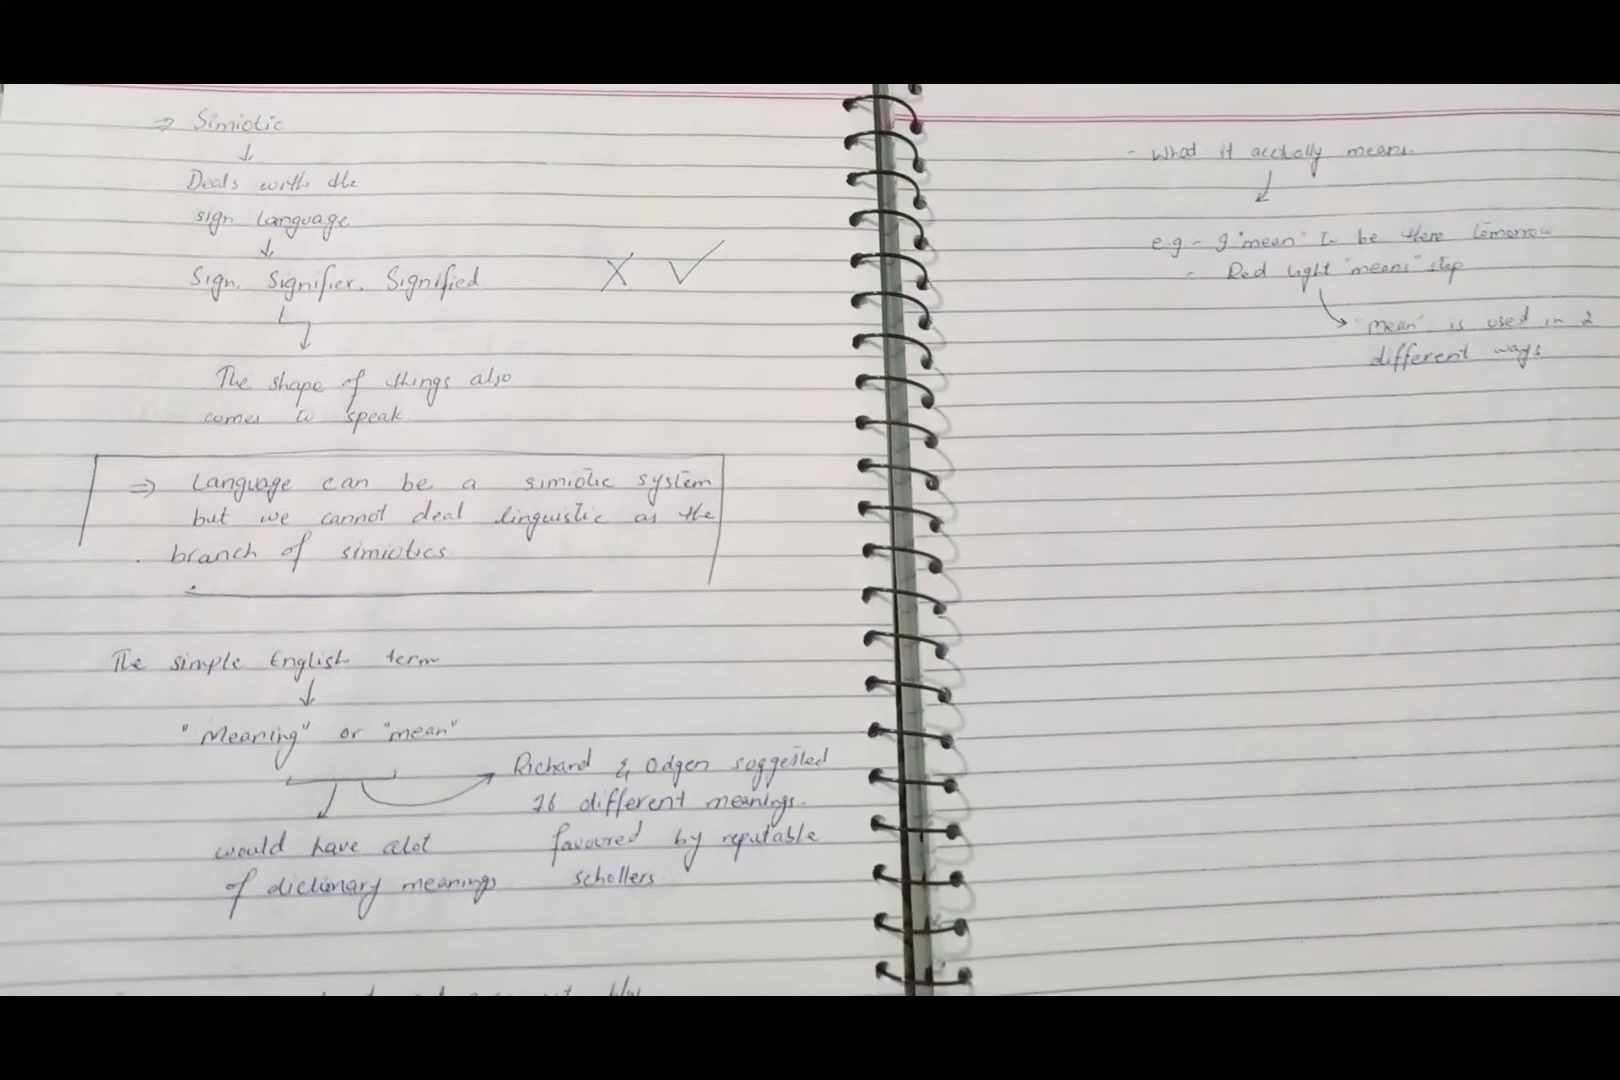 ⇒ Simiotic
↓
Deals with the
sign language
↓
Sign, Signifier, Signified.
X ✓
The shape of things also
comes to speak.
⇒ Language can be a simiotic system
but we cannot deal linguistic as the
branch of simiotics
The simple English term
↓
"Meaning" or "mean"
Richard & Odgen suggested
16 different meanings.
favoured by reputable
schollers
would have alot
of dictionary meanings
- What it acctually means.
↓
e.g - I "mean" to be there tomorrow
- Red light "means" stop
"mean" is used in 2
different ways